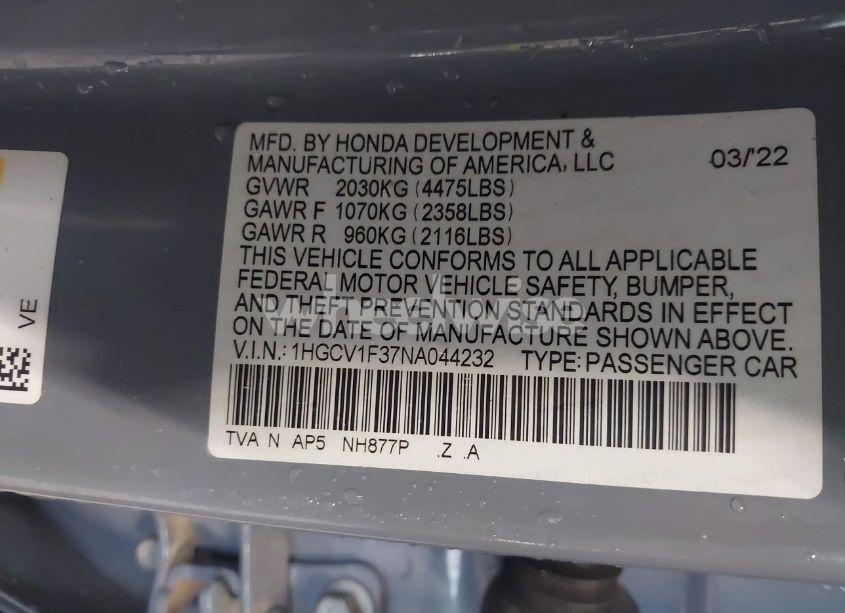 MFD. BY HONDA DEVELOPMENT &
MANUFACTURING OF AMERICA, LLC 03/'22
GVWR 2030KG (4475LBS)
GAWR F 1070KG (2358LBS)
GAWR R 960KG (2116LBS)
THIS VEHICLE CONFORMS TO ALL APPLICABLE
FEDERAL MOTOR VEHICLE SAFETY, BUMPER,
AND THEFT PREVENTION STANDARDS IN EFFECT
ON THE DATE OF MANUFACTURE SHOWN ABOVE.
V.I.N.: 1HGCV1F37NA044232 TYPE: PASSENGER CAR
TVA N AP5 NH877P .Z .A
VE